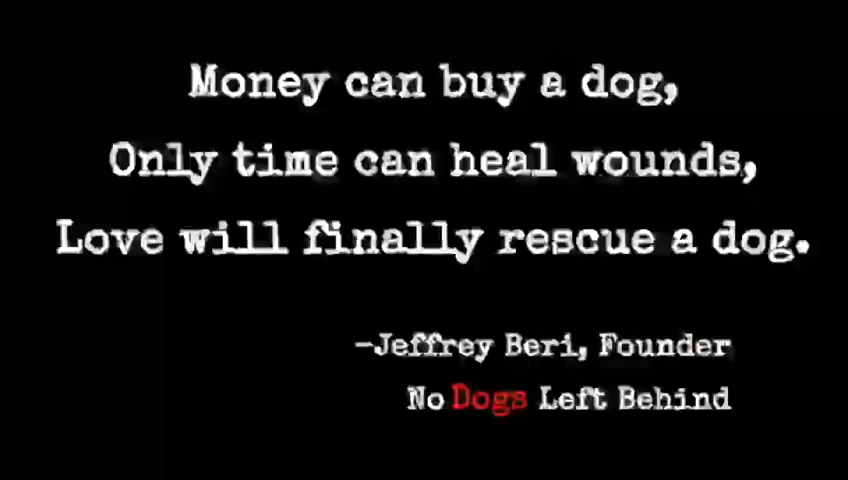 Money can buy a dog,
Only time can heal wounds,
Love will finally rescue a dog.
-Jeffrey Beri, Founder
No Dogs Left Behind